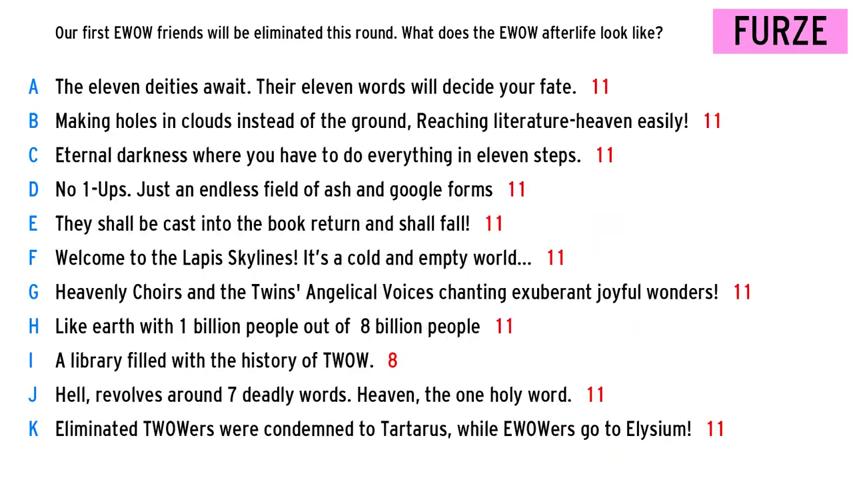 Our first EWOW friends will be eliminated this round. What does the EWOW afterlife look like?
FURZE
A The eleven deities await. Their eleven words will decide your fate. 11
B Making holes in clouds instead of the ground, Reaching literature-heaven easily! 11
C Eternal darkness where you have to do everything in eleven steps. 11
D No 1-Ups. Just an endless field of ash and google forms 11
E They shall be cast into the book return and shall fall! 11
F Welcome to the Lapis Skylines! It's a cold and empty world... 11
G Heavenly Choirs and the Twins' Angelical Voices chanting exuberant joyful wonders! 11
H Like earth with 1 billion people out of 8 billion people 11
I A library filled with the history of TWOW. 8
J Hell, revolves around 7 deadly words. Heaven, the one holy word. 11
K Eliminated TWOWers were condemned to Tartarus, while EWOWers go to Elysium! 11